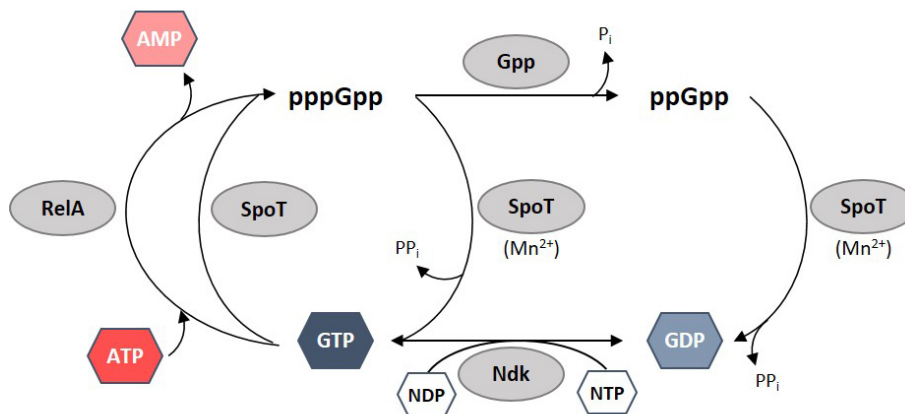 AMP
Gpp
Pi
pppGpp
ppGpp
RelA
SpoT
SpoT
(Mn²⁺)
SpoT
(Mn²⁺)
PPi
ATP
GTP
GDP
NDP
Ndk
NTP
PPi